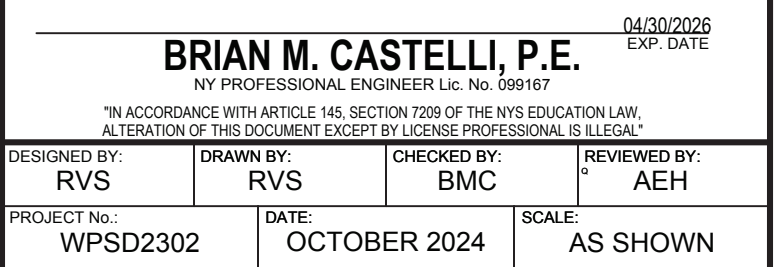 04/30/2026
EXP. DATE
BRIAN M. CASTELLI, P.E.
NY PROFESSIONAL ENGINEER Lic. No. 099167
"IN ACCORDANCE WITH ARTICLE 145, SECTION 7209 OF THE NYS EDUCATION LAW,
ALTERATION OF THIS DOCUMENT EXCEPT BY LICENSE PROFESSIONAL IS ILLEGAL"
DESIGNED BY: DRAWN BY: CHECKED BY: REVIEWED BY:
RVS RVS BMC AEH
PROJECT No.: DATE: SCALE:
WPSD2302 OCTOBER 2024 AS SHOWN